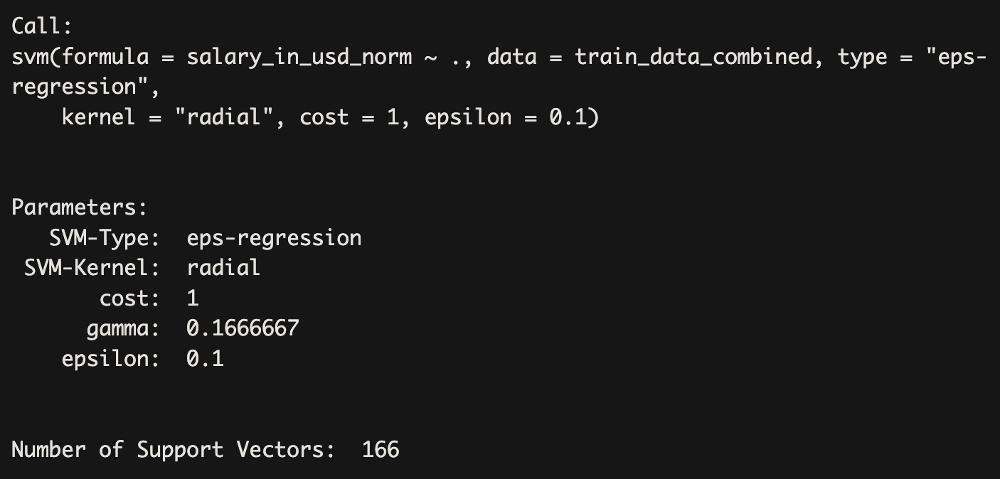 Call:
svm(formula = salary_in_usd_norm ~ ., data = train_data_combined, type = "eps-
regression",
    kernel = "radial", cost = 1, epsilon = 0.1)
Parameters:
   SVM-Type:  eps-regression
 SVM-Kernel:  radial
       cost:  1
      gamma:  0.1666667
    epsilon:  0.1
Number of Support Vectors:  166